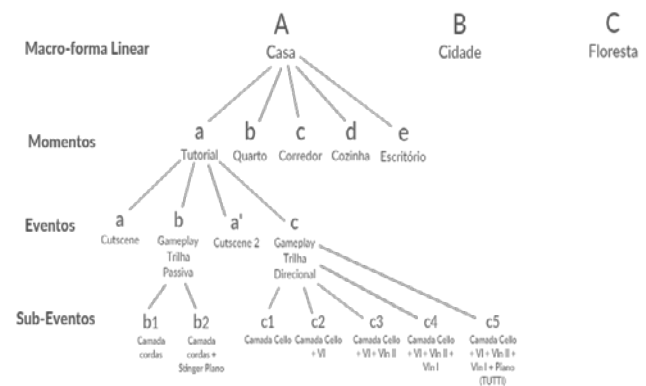 A B C
Macro-forma Linear Casa Cidade Floresta
a b c d e
Momentos
Tutorial Quarto Corredor Cozinha Escritório
a b a' c
Eventos
Cutscene Gameplay Cutscene 2 Gameplay
Trilha Trilha
Passiva Direcional
Sub-Eventos b1 b2 c1 c2 c3 c4 c5
Camada Camada Camada Cello Camada Cello Camada Cello Camada Cello Camada Cello
cordas cordas + + Vl + Vl + Vln II + Vl + Vln II + + Vl + Vln II +
Stinger Piano Vln I Vln I + Piano
(TUTTI)